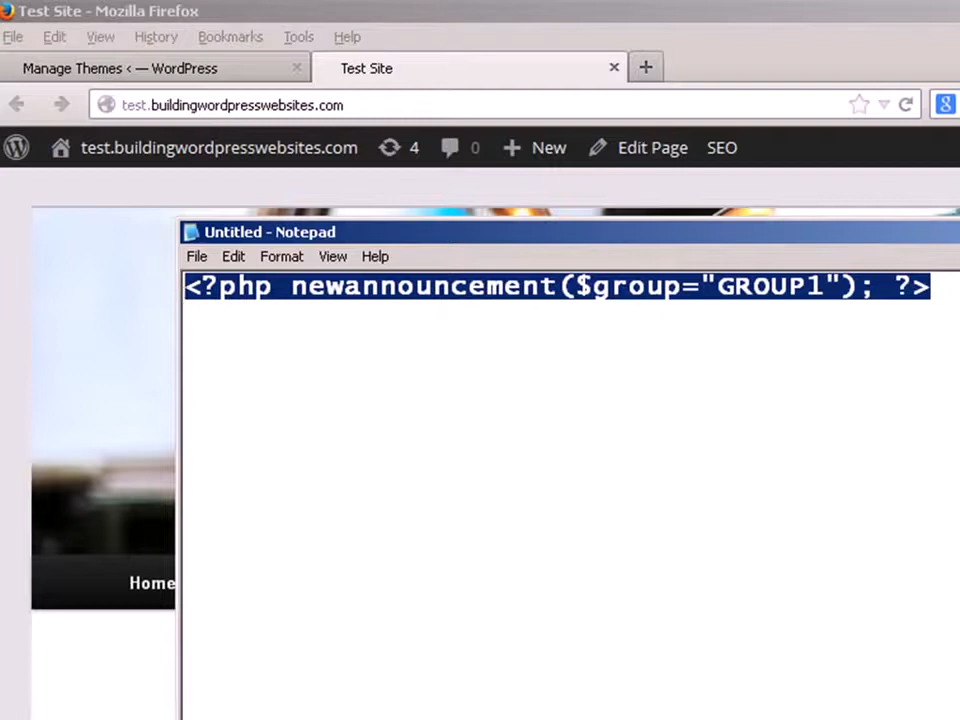 Test Site - Mozilla Firefox
File Edit View History Bookmarks Tools Help
Manage Themes ‹ — WordPress × Test Site × +
test.buildingwordpresswebsites.com 8
test.buildingwordpresswebsites.com 4 0 + New Edit Page SEO
Untitled - Notepad
File Edit Format View Help
<?php newannouncement($group="GROUP1"); ?>
Home